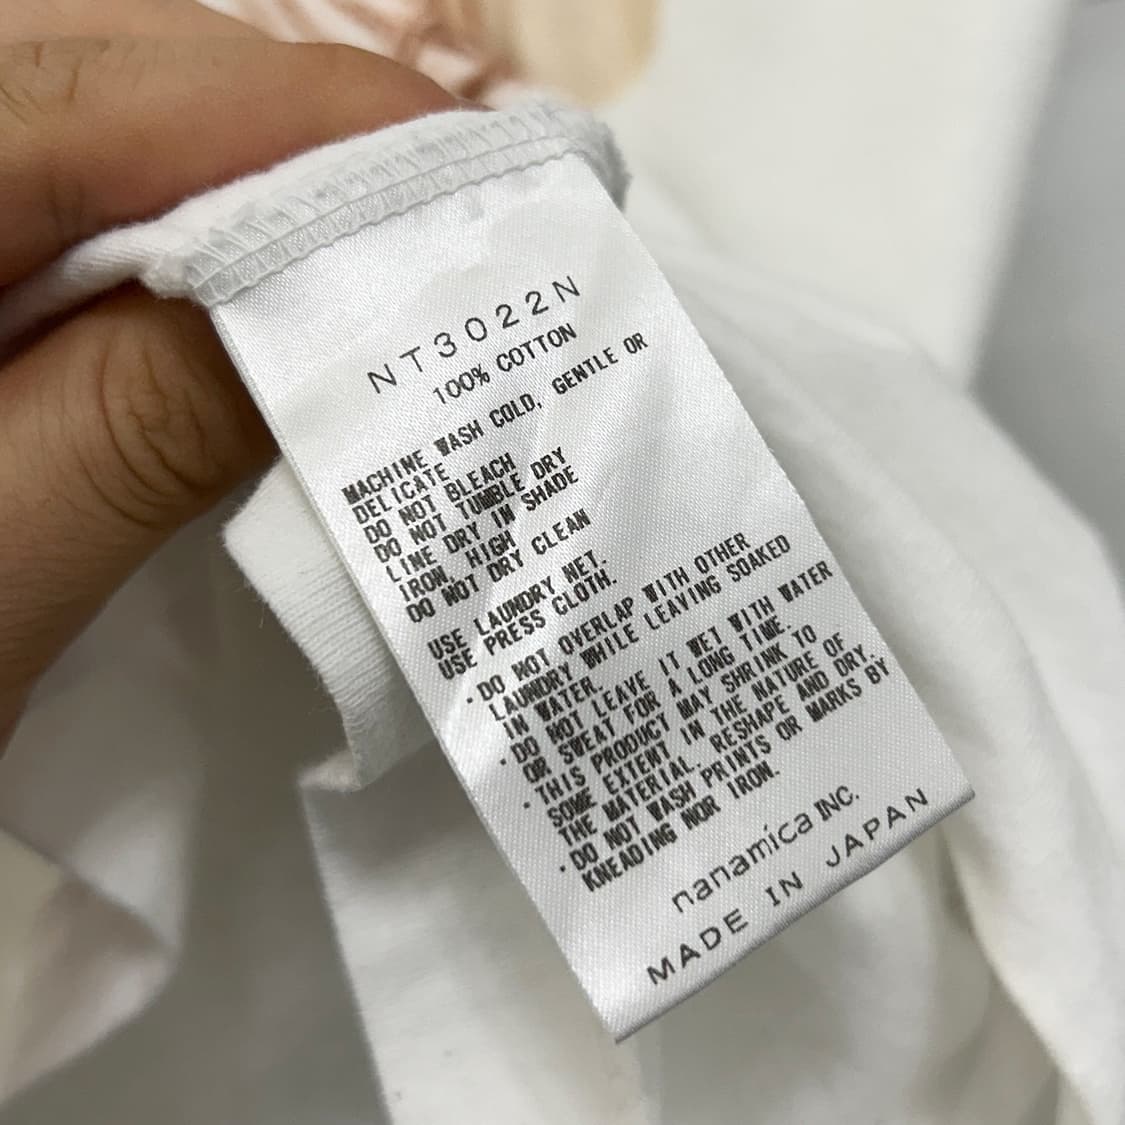 NT3022N
100% COTTON
MACHINE WASH COLD, GENTLE OR
DELICATE
DO NOT BLEACH
DO NOT TUMBLE DRY
LINE DRY IN SHADE
IRON, HIGH
DO NOT DRY CLEAN
USE LAUNDRY NET.
USE PRESS CLOTH.
・DO NOT OVERLAP WITH OTHER
LAUNDRY WHILE LEAVING SOAKED
IN WATER.
・DO NOT LEAVE IT WET WITH WATER
OR SWEAT FOR A LONG TIME.
・THIS PRODUCT MAY SHRINK TO
SOME EXTENT IN THE NATURE OF
THE MATERIAL. RESHAPE AND DRY.
・DO NOT WASH PRINTS OR MARKS BY
KNEADING NOR IRON.
nanamica INC.
MADE IN JAPAN